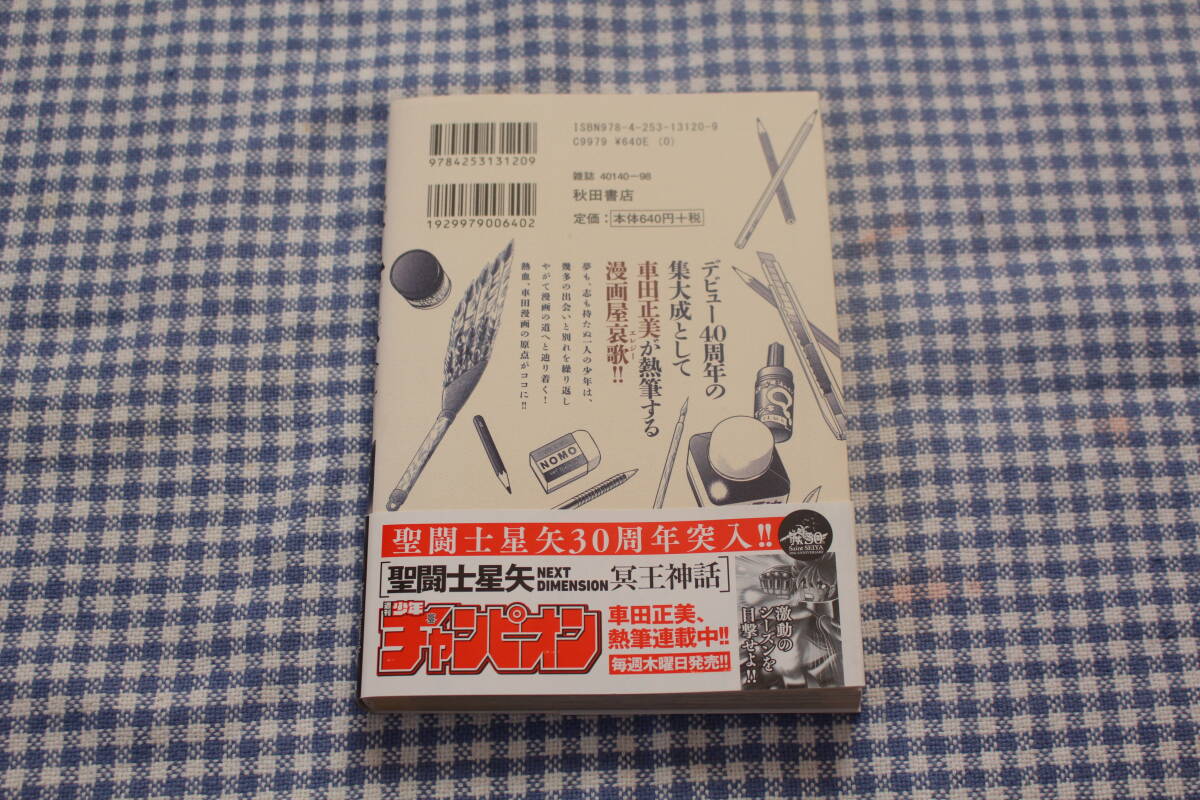 9784253131209
1929979006402
ISBN978-4-253-13120-9
C9979 ¥640E (0)
雑誌 40140-98
秋田書店
定価：本体640円+税
デビュー40周年の
集大成として
車田正美が熱筆する
漫画屋哀歌!!
エレジー
夢も、志も持たぬ一人の少年は、
幾多の出会いと別れを繰り返し
やがて漫画の道へと辿り着く！
熱血、車田漫画の原点がココに!!
NOMO
聖闘士星矢30周年突入!!
30
Saint SEIYA
[聖闘士星矢 NEXT DIMENSION 冥王神話]
週刊少年チャンピオン
車田正美、
熱筆連載中!!
毎週木曜日発売!!
激動の
シーズンを
目撃せよ!!